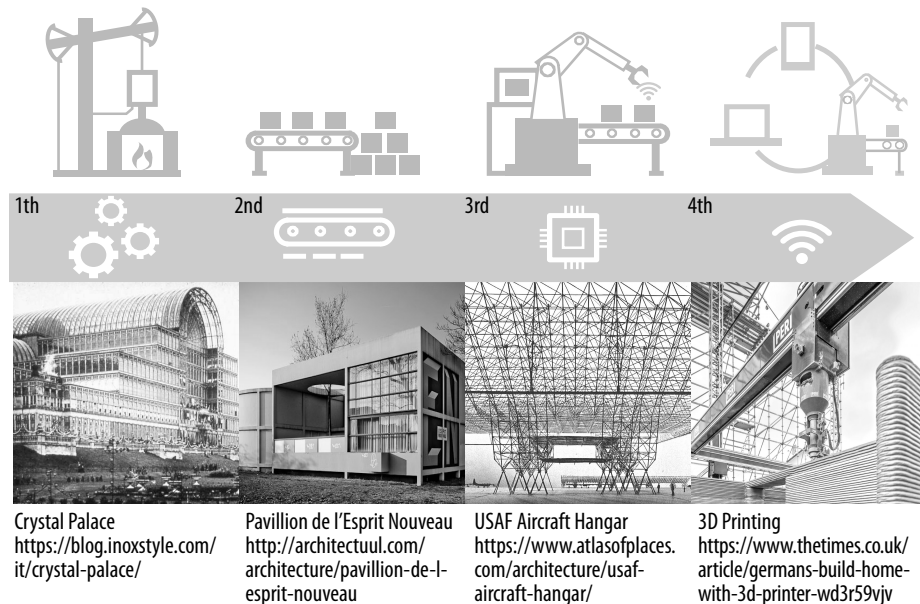 1th
2nd
3rd
4th
PERI
Crystal Palace
https://blog.inoxstyle.com/
it/crystal-palace/
Pavillion de l'Esprit Nouveau
http://architectuul.com/
architecture/pavillion-de-l-
esprit-nouveau
USAF Aircraft Hangar
https://www.atlasofplaces.
com/architecture/usaf-
aircraft-hangar/
3D Printing
https://www.thetimes.co.uk/
article/germans-build-home-
with-3d-printer-wd3r59vjv